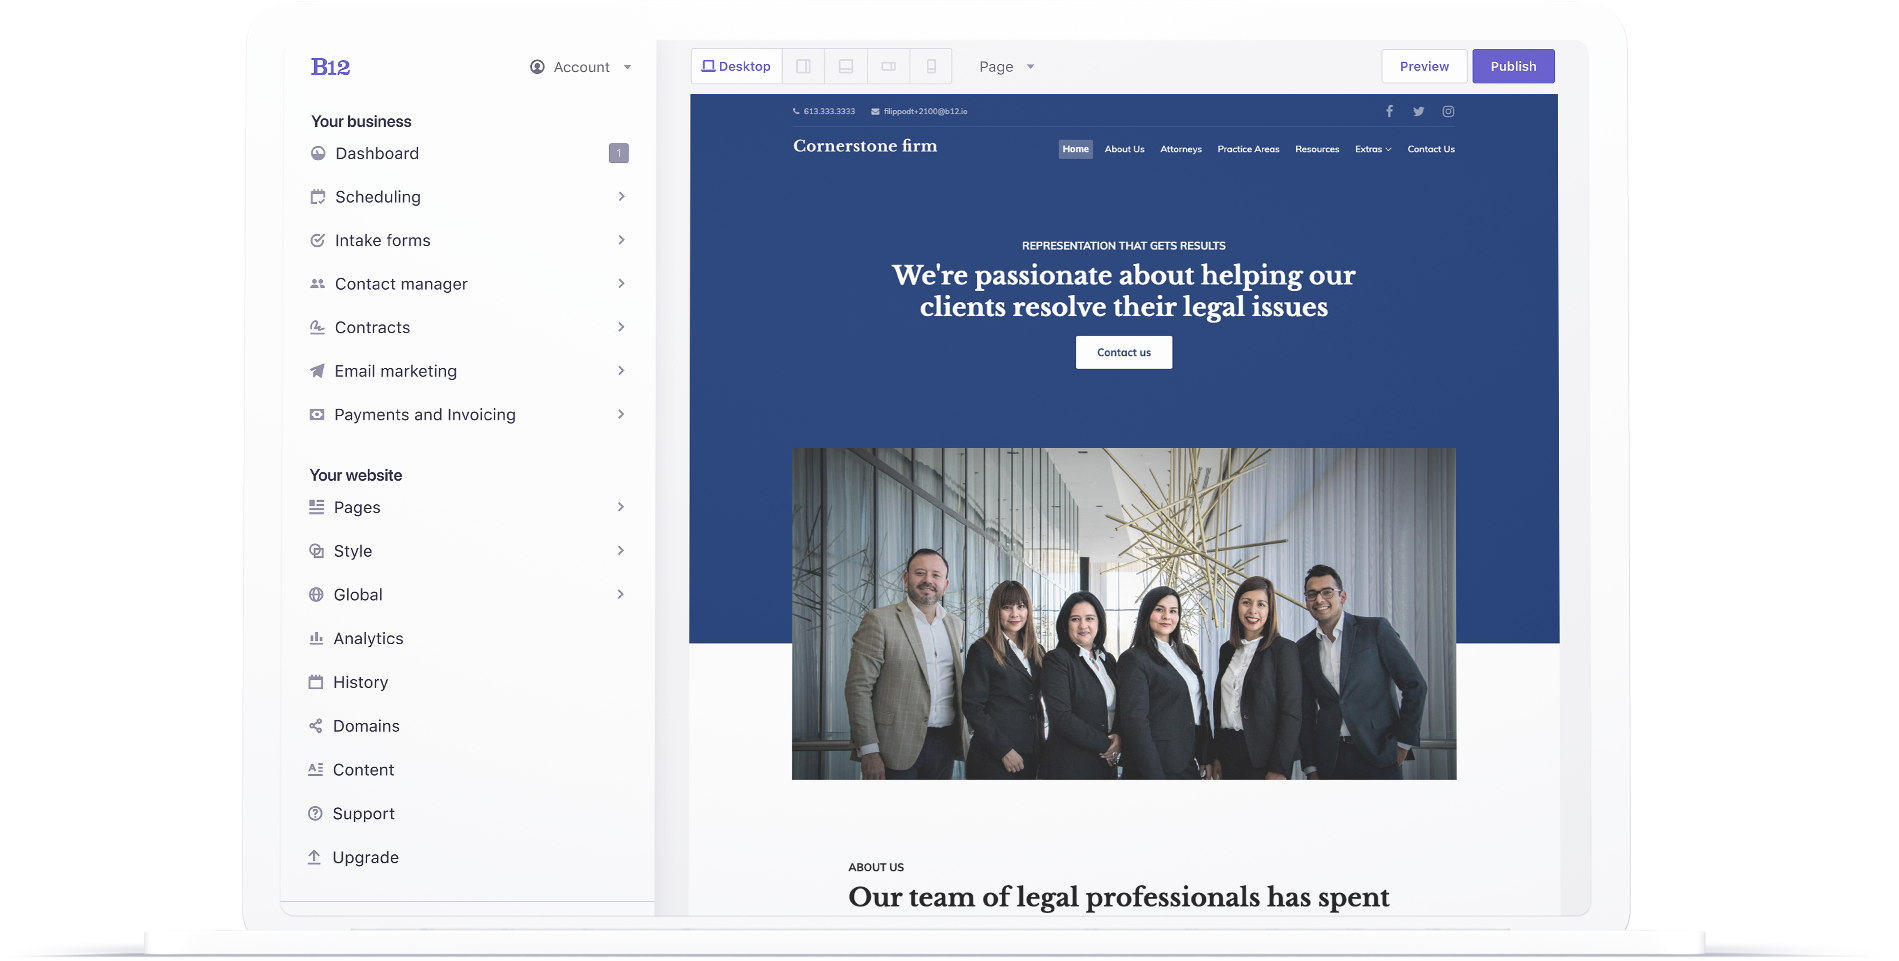 B12
Account
Your business
Dashboard
1
Scheduling
Intake forms
Contact manager
Contracts
Email marketing
Payments and Invoicing
Your website
Pages
Style
Global
Analytics
History
Domains
Content
Support
Upgrade
Desktop
Page
Preview
Publish
613.333.3333 filippodt+2100@b12.io
Cornerstone firm
Home About Us Attorneys Practice Areas Resources Extras Contact Us
REPRESENTATION THAT GETS RESULTS
We're passionate about helping our
clients resolve their legal issues
Contact us
ABOUT US
Our team of legal professionals has spent